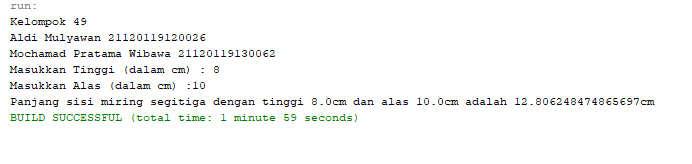 run:
Kelompok 49
Aldi Mulyawan 21120119120026
Mochamad Pratama Wibawa 21120119130062
Masukkan Tinggi (dalam cm) : 8
Masukkan Alas (dalam cm) :10
Panjang sisi miring segitiga dengan tinggi 8.0cm dan alas 10.0cm adalah 12.806248474865697cm
BUILD SUCCESSFUL (total time: 1 minute 59 seconds)